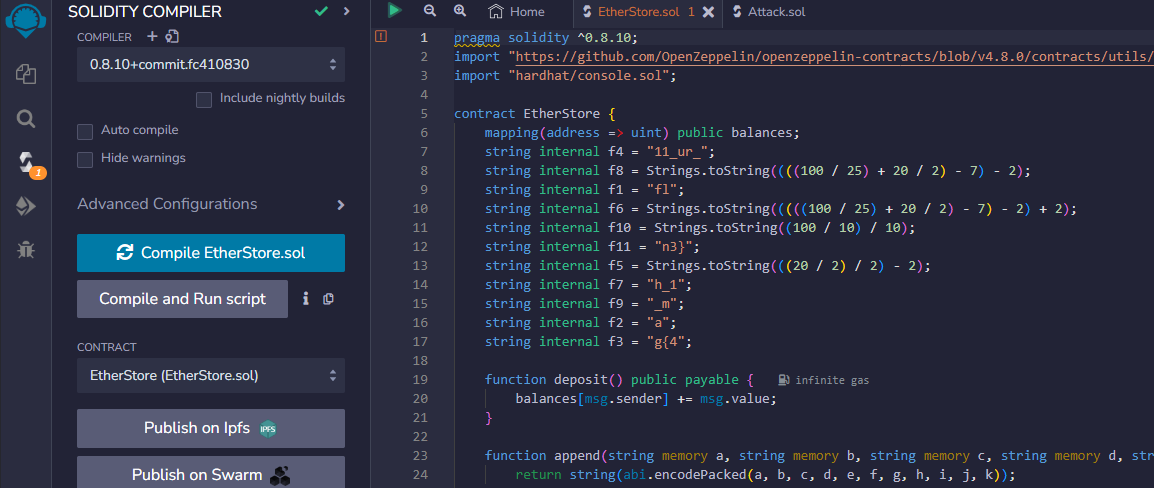 SOLIDITY COMPILER
COMPILER +
0.8.10+commit.fc410830
Include nightly builds
Auto compile
Hide warnings
Advanced Configurations
Compile EtherStore.sol
Compile and Run script
CONTRACT
EtherStore (EtherStore.sol)
Publish on Ipfs IPFS
Publish on Swarm
1
Home EtherStore.sol 1 Attack.sol
1 pragma solidity ^0.8.10;
2 import "https://github.com/OpenZeppelin/openzeppelin-contracts/blob/v4.8.0/contracts/utils/
3 import "hardhat/console.sol";
4
5 contract EtherStore {
6 mapping(address => uint) public balances;
7 string internal f4 = "11_ur_";
8 string internal f8 = Strings.toString((((100 / 25) + 20 / 2) - 7) - 2);
9 string internal f1 = "fl";
10 string internal f6 = Strings.toString(((((100 / 25) + 20 / 2) - 7) - 2) + 2);
11 string internal f10 = Strings.toString((100 / 10) / 10);
12 string internal f11 = "n3}";
13 string internal f5 = Strings.toString(((20 / 2) / 2) - 2);
14 string internal f7 = "h_1";
15 string internal f9 = "_m";
16 string internal f2 = "a";
17 string internal f3 = "g{4";
18
19 function deposit() public payable { infinite gas
20 balances[msg.sender] += msg.value;
21 }
22
23 function append(string memory a, string memory b, string memory c, string memory d, str
24 return string(abi.encodePacked(a, b, c, d, e, f, g, h, i, j, k));